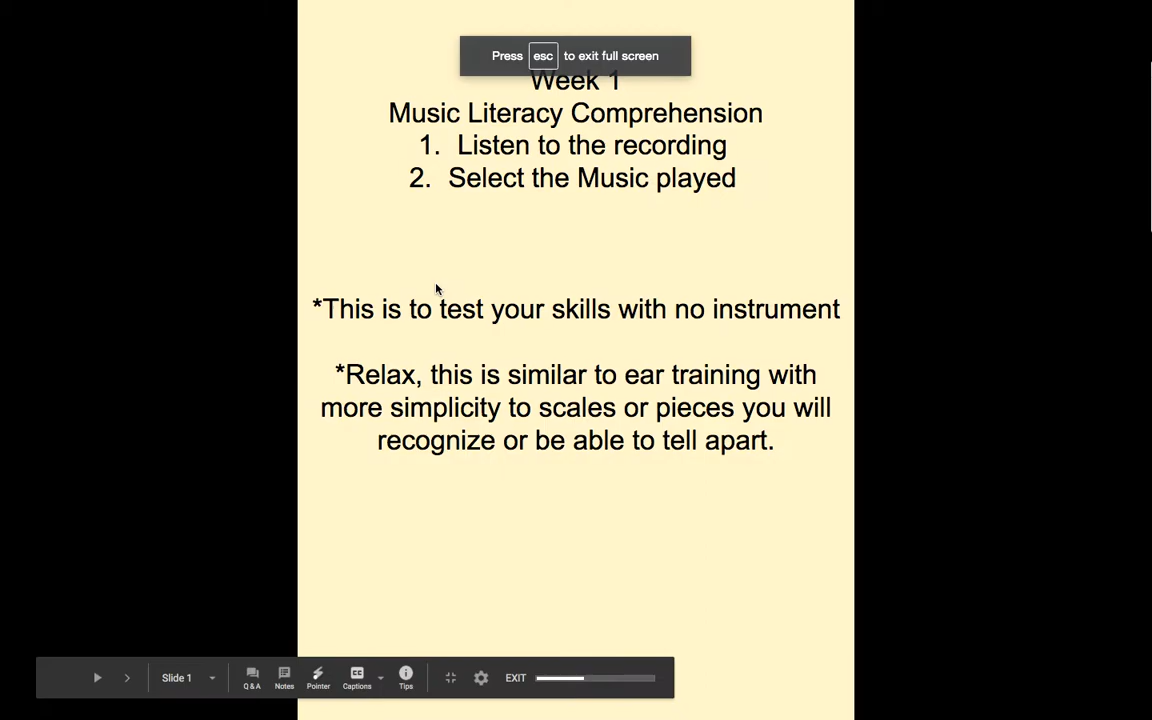 Press esc to exit full screen
Week 1
Music Literacy Comprehension
1. Listen to the recording
2. Select the Music played
*This is to test your skills with no instrument
*Relax, this is similar to ear training with
more simplicity to scales or pieces you will
recognize or be able to tell apart.
Slide 1
Q&A
Notes
Pointer
CC
Captions
Tips
EXIT